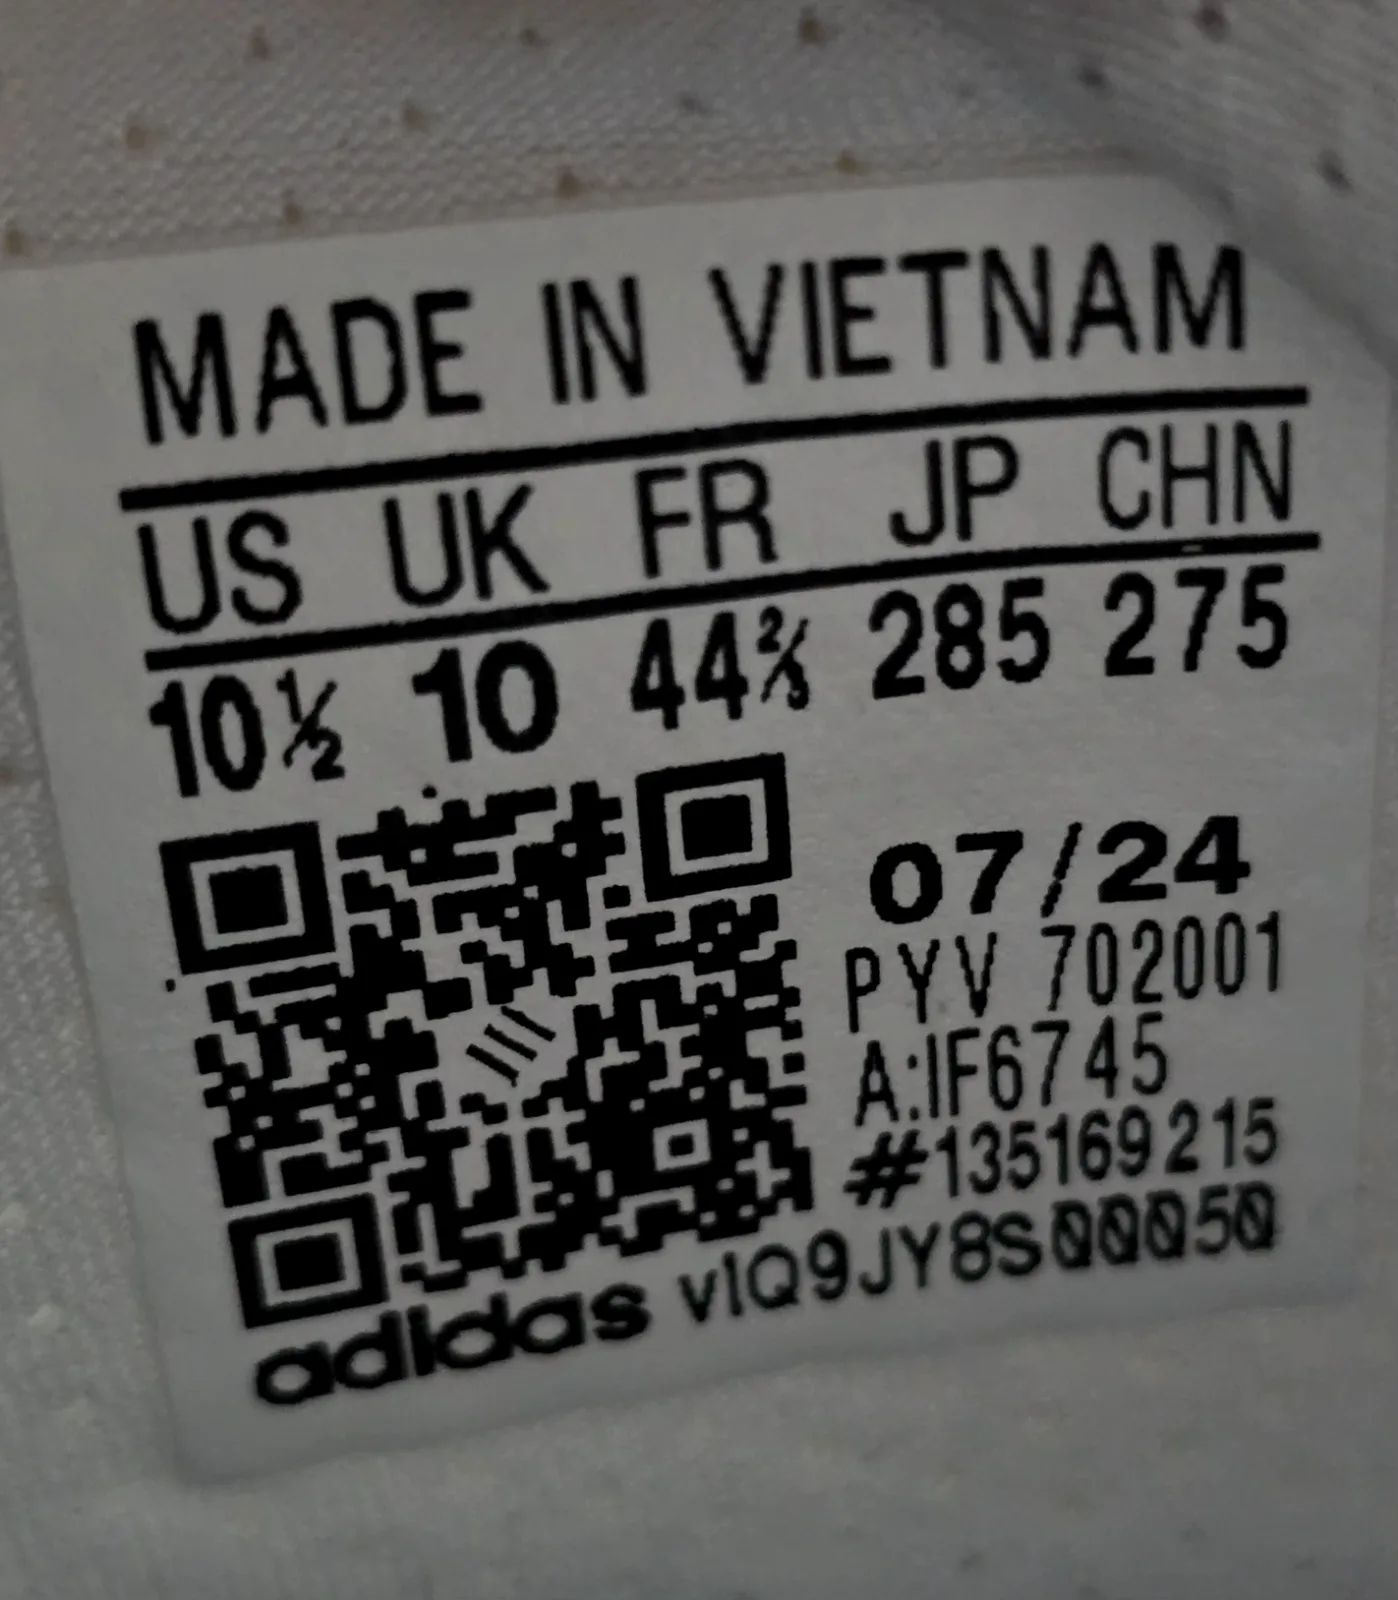 MADE IN VIETNAM
US UK FR JP CHN
10½ 10 44⅔ 285 275
07/24
PYV 702001
A:IF6745
#135169215
adidas vIQ9JY8S00050